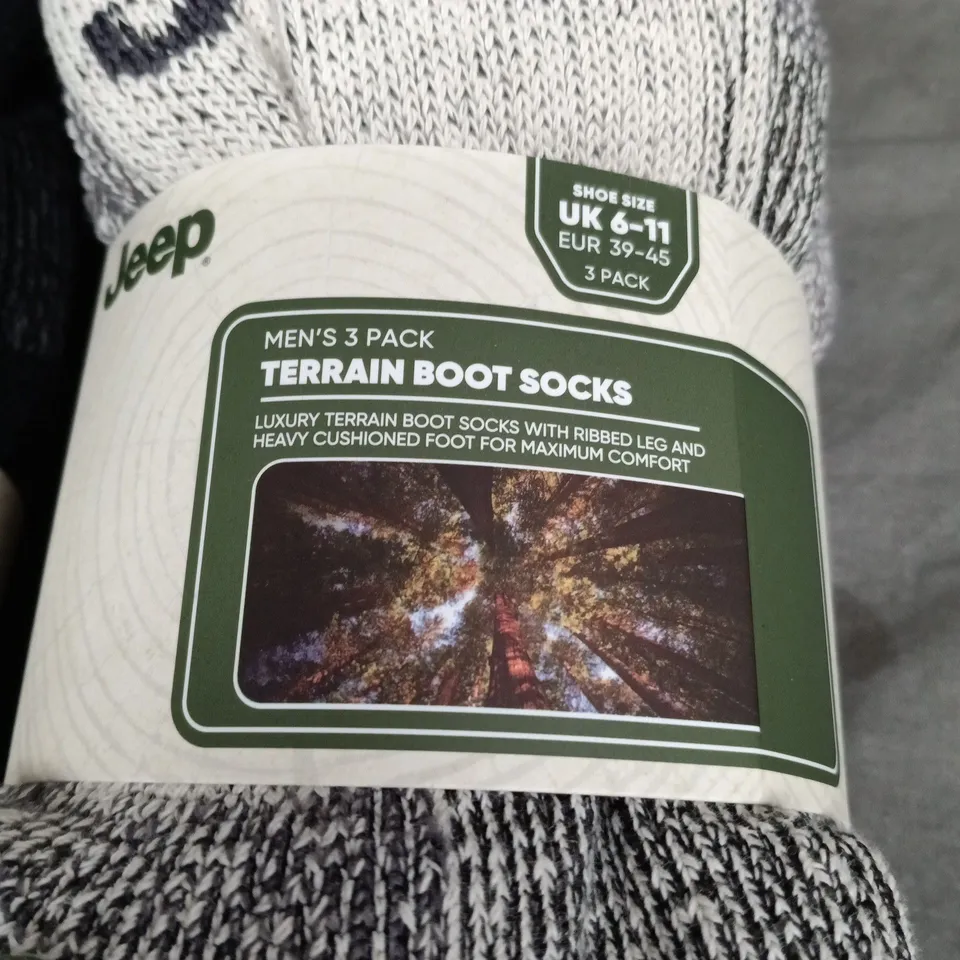 Jeep®
SHOE SIZE
UK 6-11
EUR 39-45
3 PACK
MEN'S 3 PACK
TERRAIN BOOT SOCKS
LUXURY TERRAIN BOOT SOCKS WITH RIBBED LEG AND
HEAVY CUSHIONED FOOT FOR MAXIMUM COMFORT